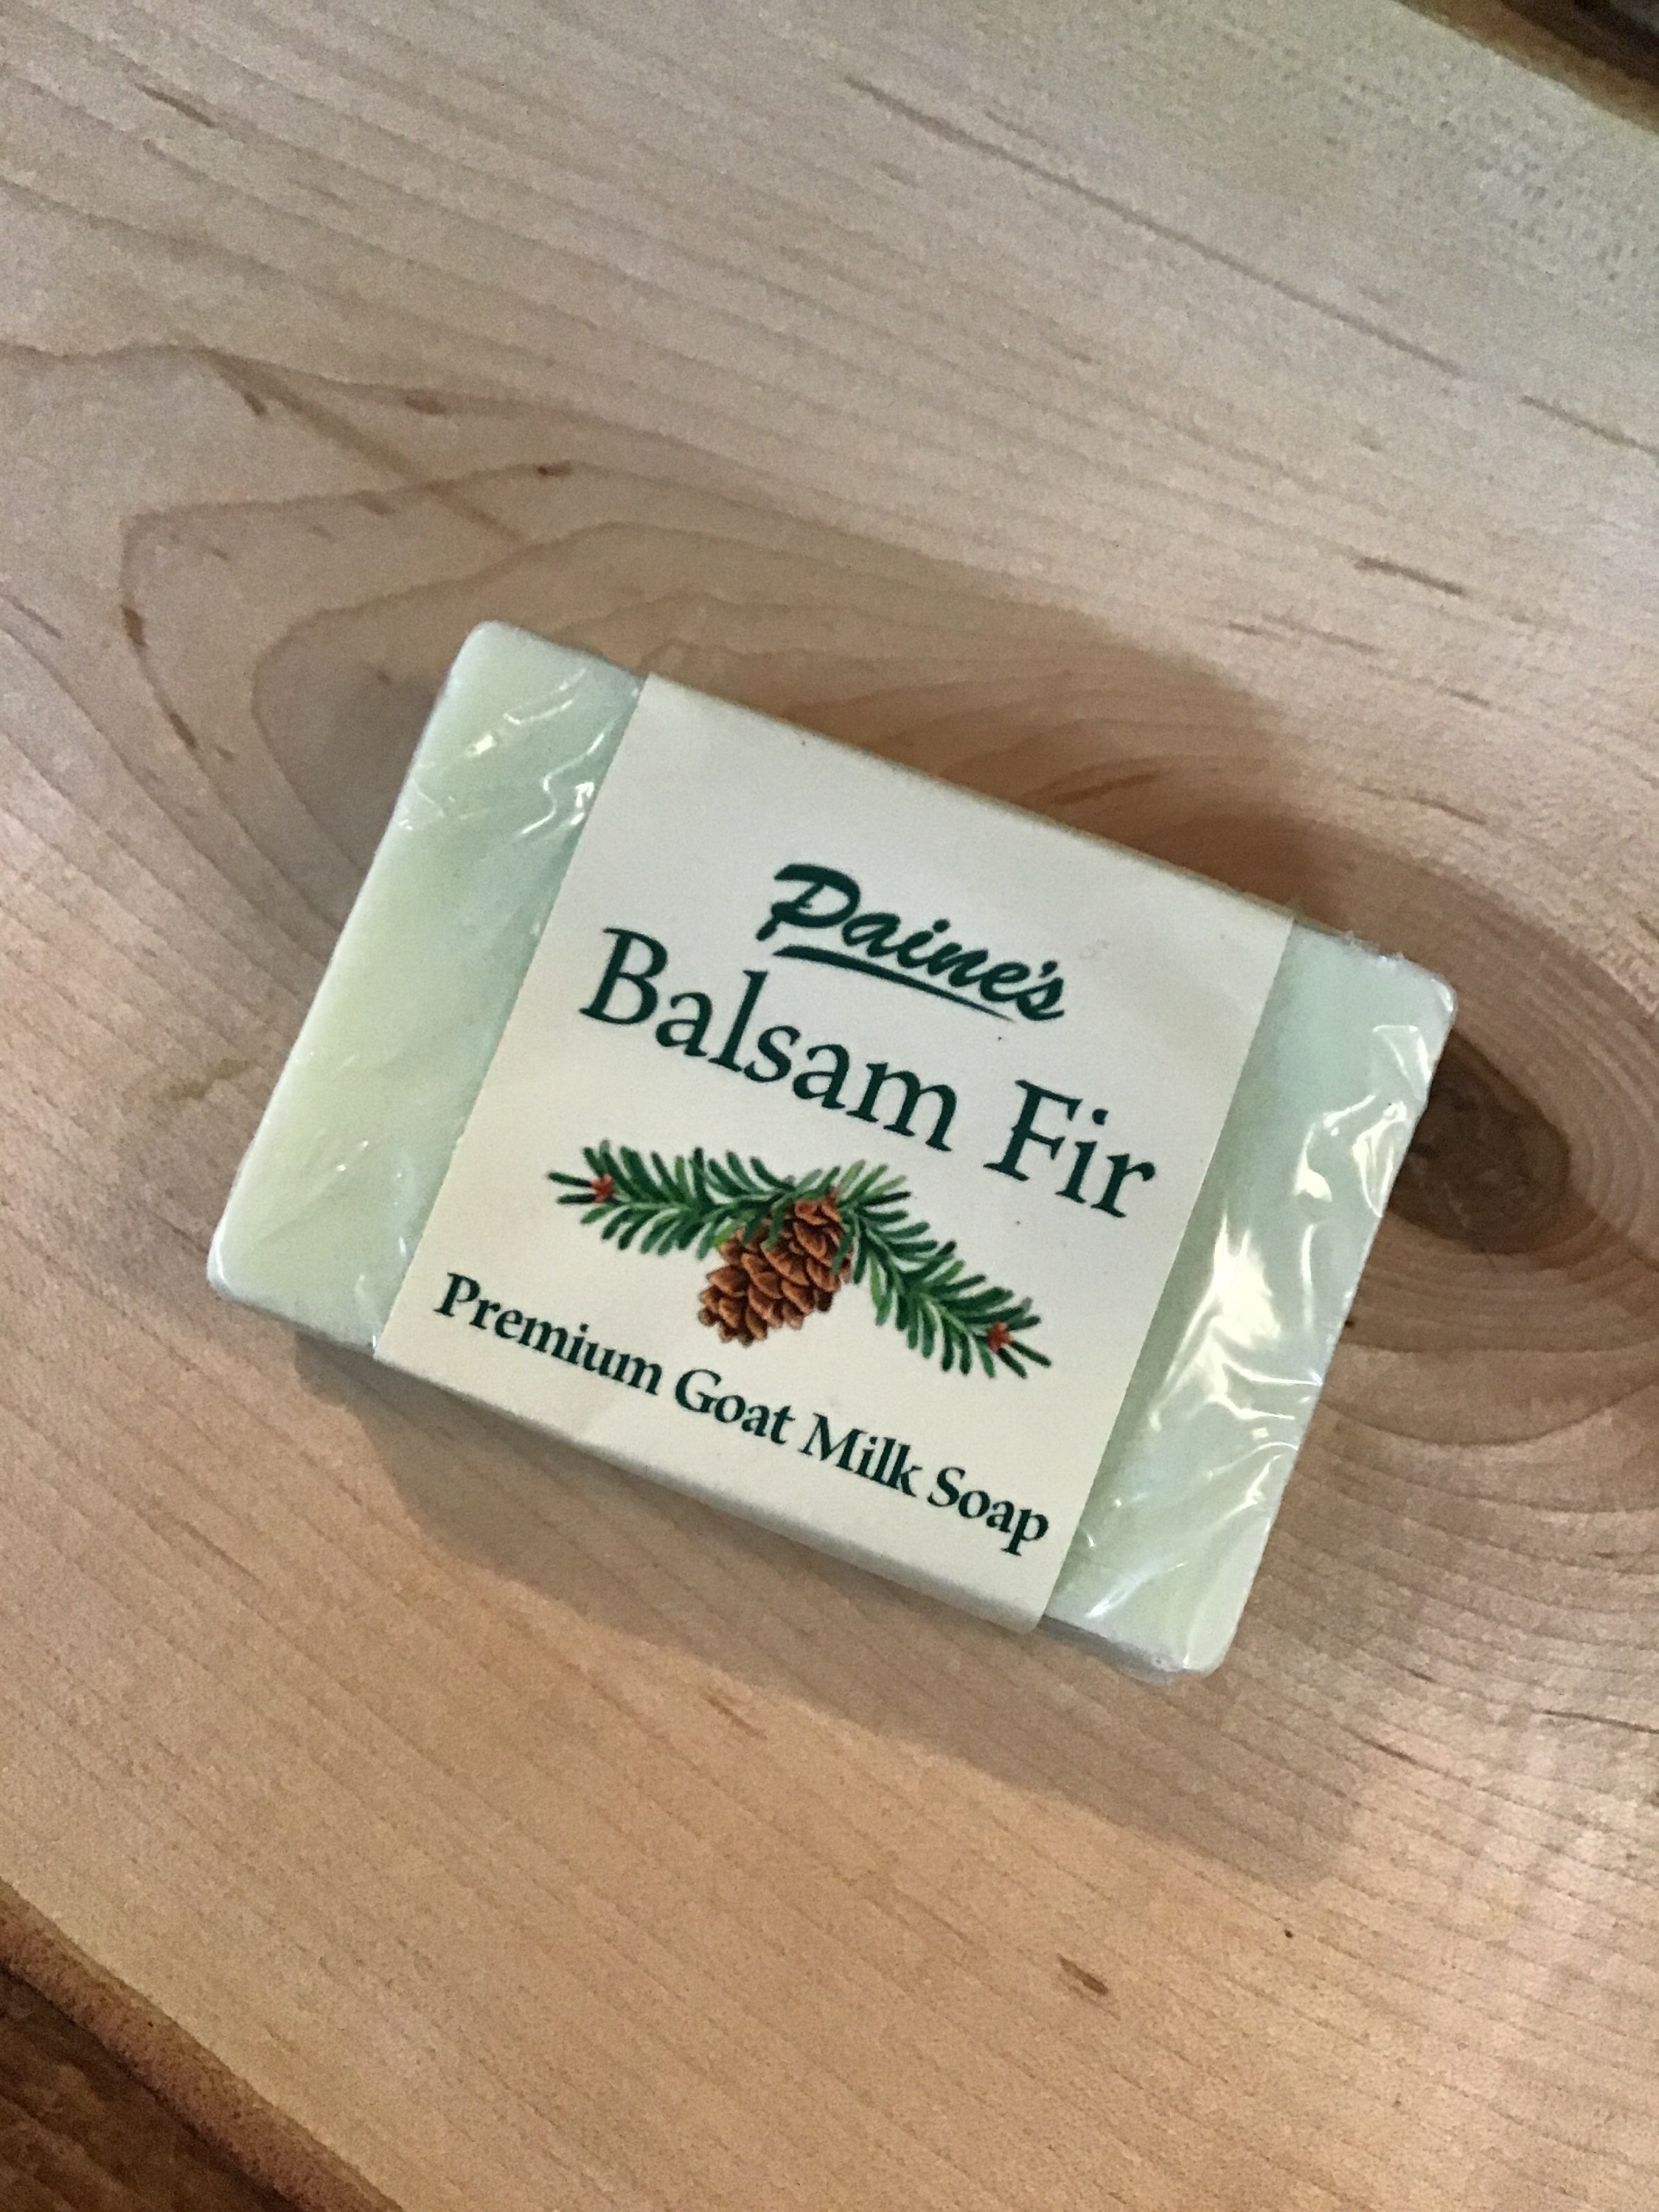 Paine's
Balsam Fir
Premium Goat Milk Soap